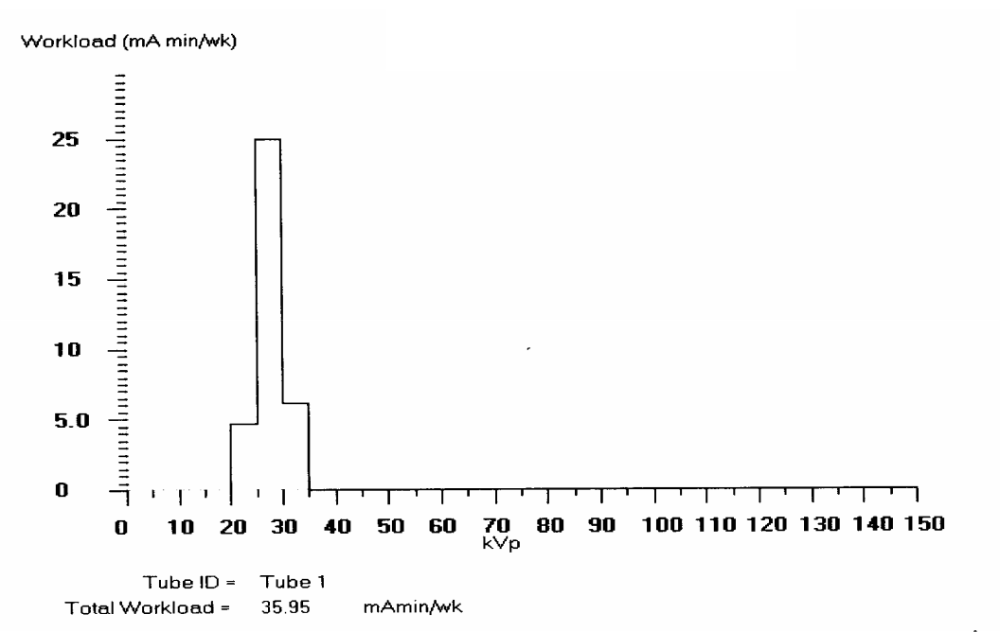 Workload (mA min/wk)
25
20
15
10
5.0
0
0 10 20 30 40 50 60 70 80 90 100 110 120 130 140 150
kVp
Tube ID = Tube 1
Total Workload = 35.95 mAmin/wk